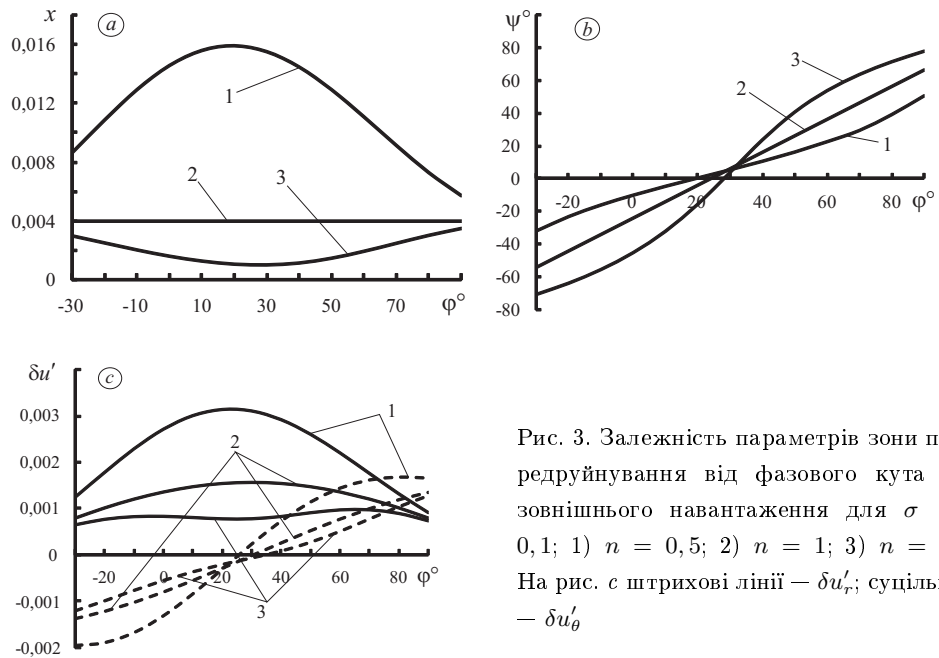 x
a
0,016
0,012
0,008
0,004
0
1
2
3
-30 -10 10 30 50 70 φ°
ψ°
b
80
60
40
20
0
-20
-40
-60
-80
3
2
1
-20 0 20 40 60 80 φ°
δu′
c
0,003
0,002
0,001
0
-0,001
-0,002
1
2
3
-20 0 20 40 60 80 φ°
Рис. 3. Залежність параметрів зони п
редруйнування від фазового кута
зовнішнього навантаження для σ
0,1; 1) n = 0,5; 2) n = 1; 3) n =
На рис. c штрихові лінії – δu′r; суціль
– δu′θ